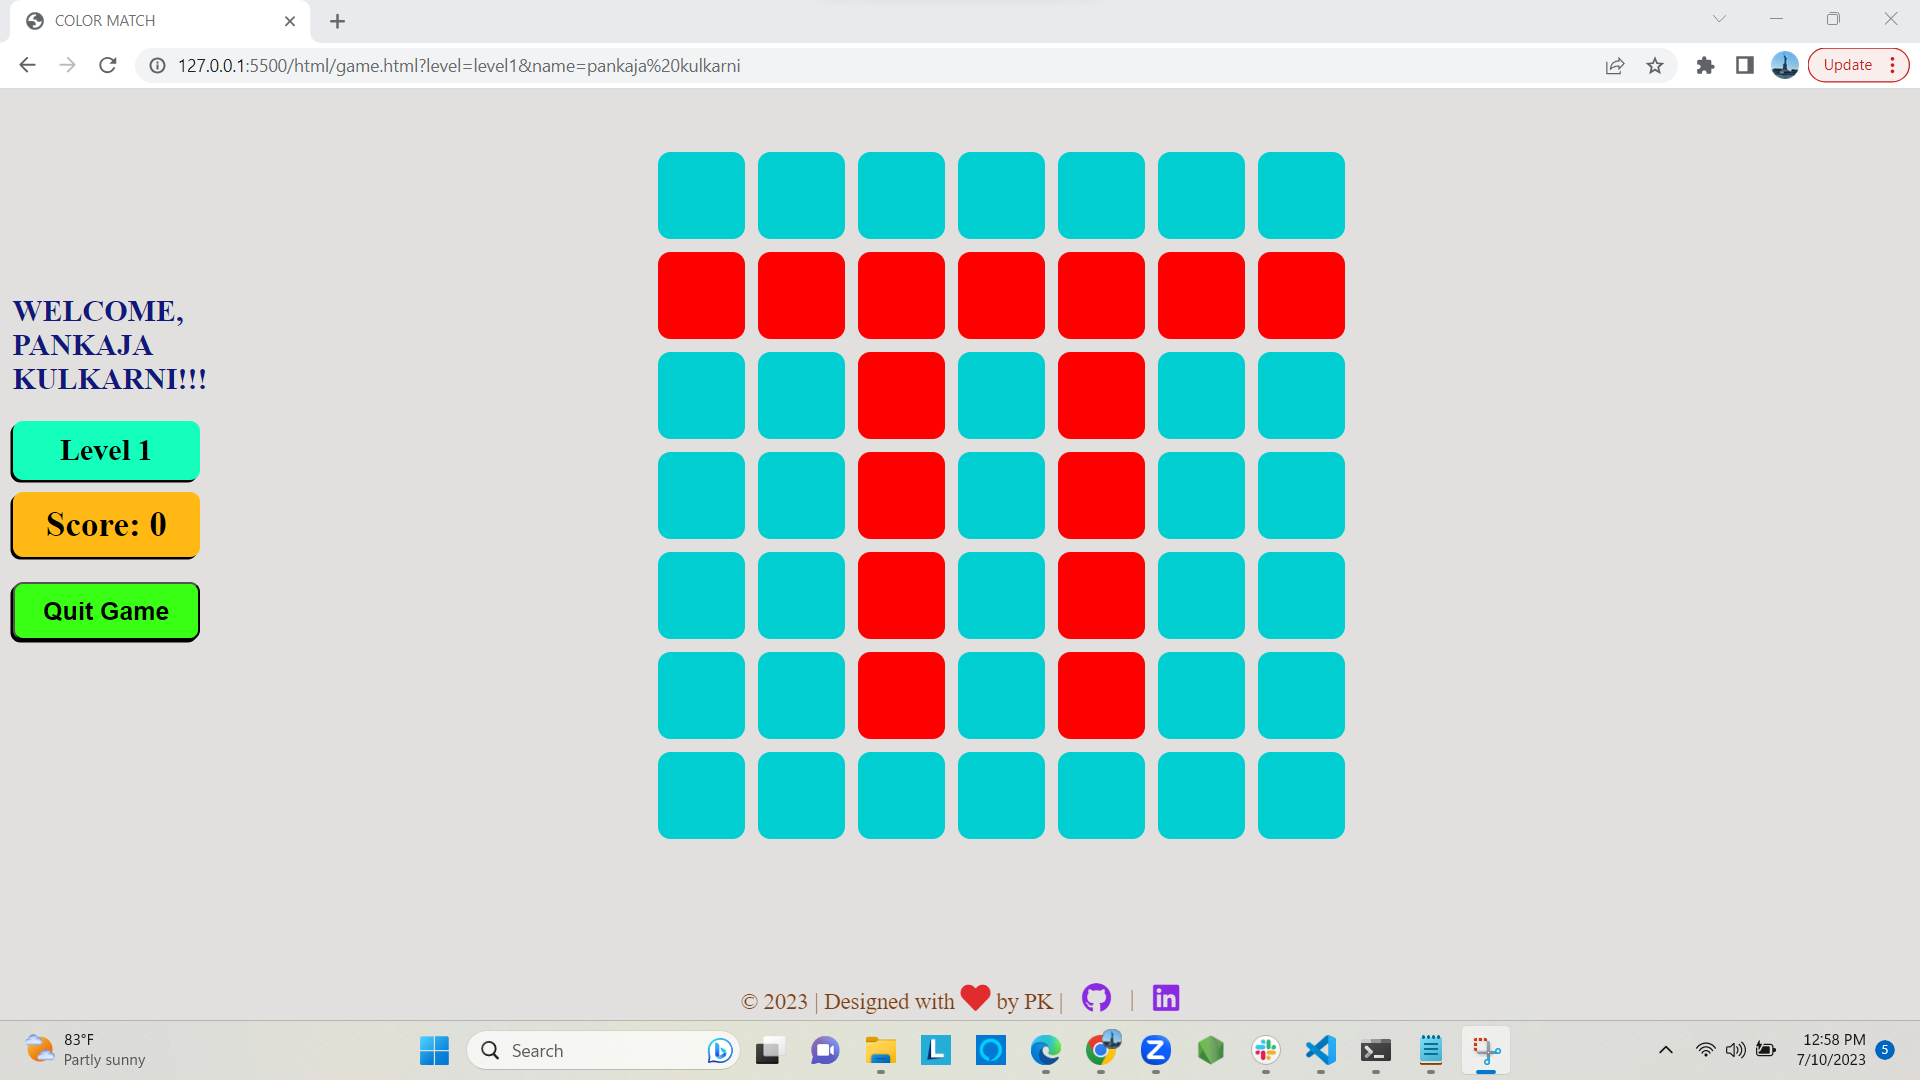 COLOR MATCH
127.0.0.1:5500/html/game.html?level=level1&name=pankaja%20kulkarni
Update
WELCOME,
PANKAJA
KULKARNI!!!
Level 1
Score: 0
Quit Game
© 2023 | Designed with by PK | |
83°F
Partly sunny
Search
12:58 PM
7/10/2023
5